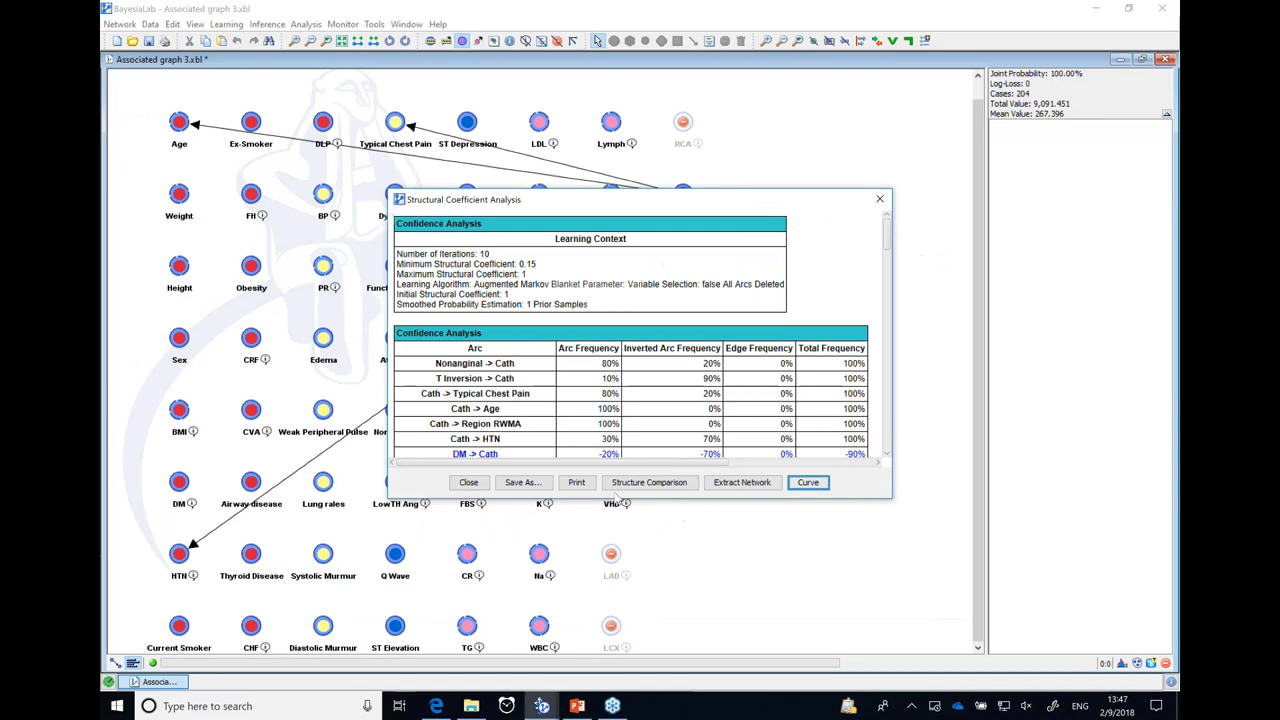 BayesiaLab - Associated graph 3.xbl
Network Data Edit View Learning Inference Analysis Monitor Tools Window Help
Associated graph 3.xbl *
Joint Probability: 100.00%
Log-Loss: 0
Cases: 204
Total Value: 9,091.451
Mean Value: 267.396
Age Ex-Smoker DLP Typical Chest Pain ST Depression LDL Lymph RCA
Structural Coefficient Analysis
Weight FH BP
Confidence Analysis
Learning Context
Number of Iterations: 10
Minimum Structural Coefficient: 0.15
Maximum Structural Coefficient: 1
Learning Algorithm: Augmented Markov Blanket Parameter: Variable Selection: false All Arcs Deleted
Initial Structural Coefficient: 1
Smoothed Probability Estimation: 1 Prior Samples
Height Obesity PR
Confidence Analysis
Arc Arc Frequency Inverted Arc Frequency Edge Frequency Total Frequency
Nonanginal -> Cath 80% 20% 0% 100%
T Inversion -> Cath 10% 90% 0% 100%
Cath -> Typical Chest Pain 80% 20% 0% 100%
Cath -> Age 100% 0% 0% 100%
Cath -> Region RWMA 100% 0% 0% 100%
Cath -> HTN 30% 70% 0% 100%
DM -> Cath -20% -70% 0% -90%
Sex CRF Edema
BMI CVA Weak Peripheral Pulse
Close Save As... Print Structure Comparison Extract Network Curve
DM Airway disease Lung rales LowTH Ang FBS K VHD
HTN Thyroid Disease Systolic Murmur Q Wave CR Na LAD
Current Smoker CHF Diastolic Murmur ST Elevation TG WBC LCX
0:0
Associa...
Type here to search
ENG
13:47
2/9/2018